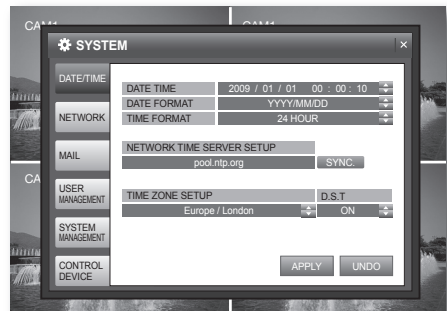 CAM1
CAM1
SYSTEM
×
DATE/TIME
NETWORK
MAIL
USER
MANAGEMENT
SYSTEM
MANAGEMENT
CONTROL
DEVICE
DATE TIME 2009 / 01 / 01 00 : 00 : 10
DATE FORMAT YYYY/MM/DD
TIME FORMAT 24 HOUR
NETWORK TIME SERVER SETUP
pool.ntp.org SYNC.
TIME ZONE SETUP D.S.T
Europe / London ON
APPLY UNDO